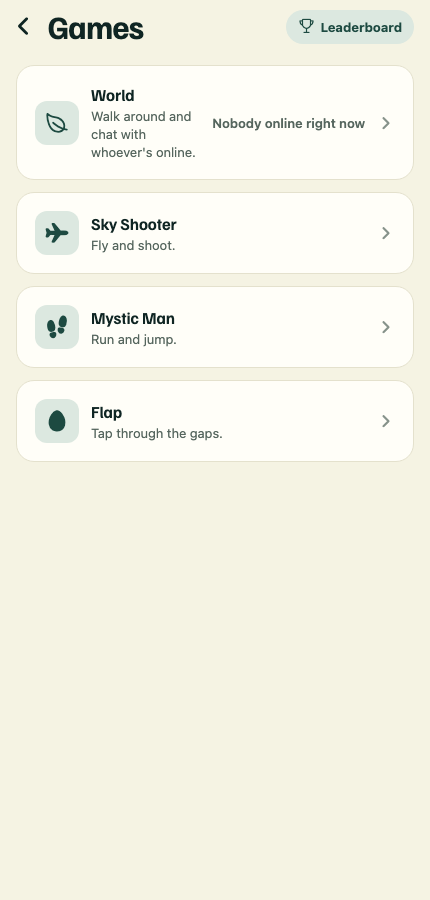 Games
Leaderboard
World
Walk around and
chat with
whoever's online.
Nobody online right now
Sky Shooter
Fly and shoot.
Mystic Man
Run and jump.
Flap
Tap through the gaps.